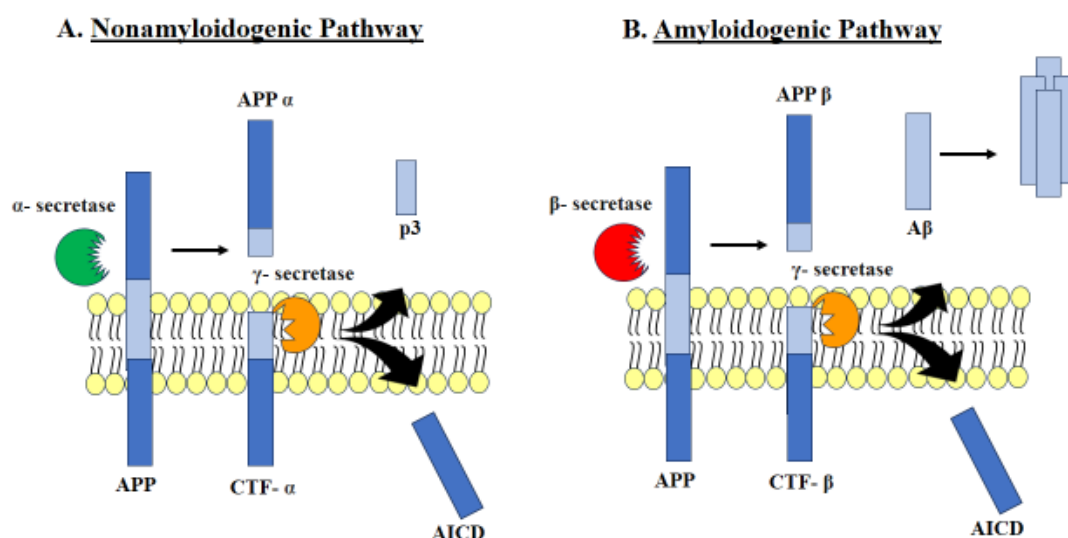 A. Nonamyloidogenic Pathway
APP α
α- secretase
p3
γ- secretase
APP
CTF- α
AICD
B. Amyloidogenic Pathway
APP β
β- secretase
Aβ
γ- secretase
APP
CTF- β
AICD